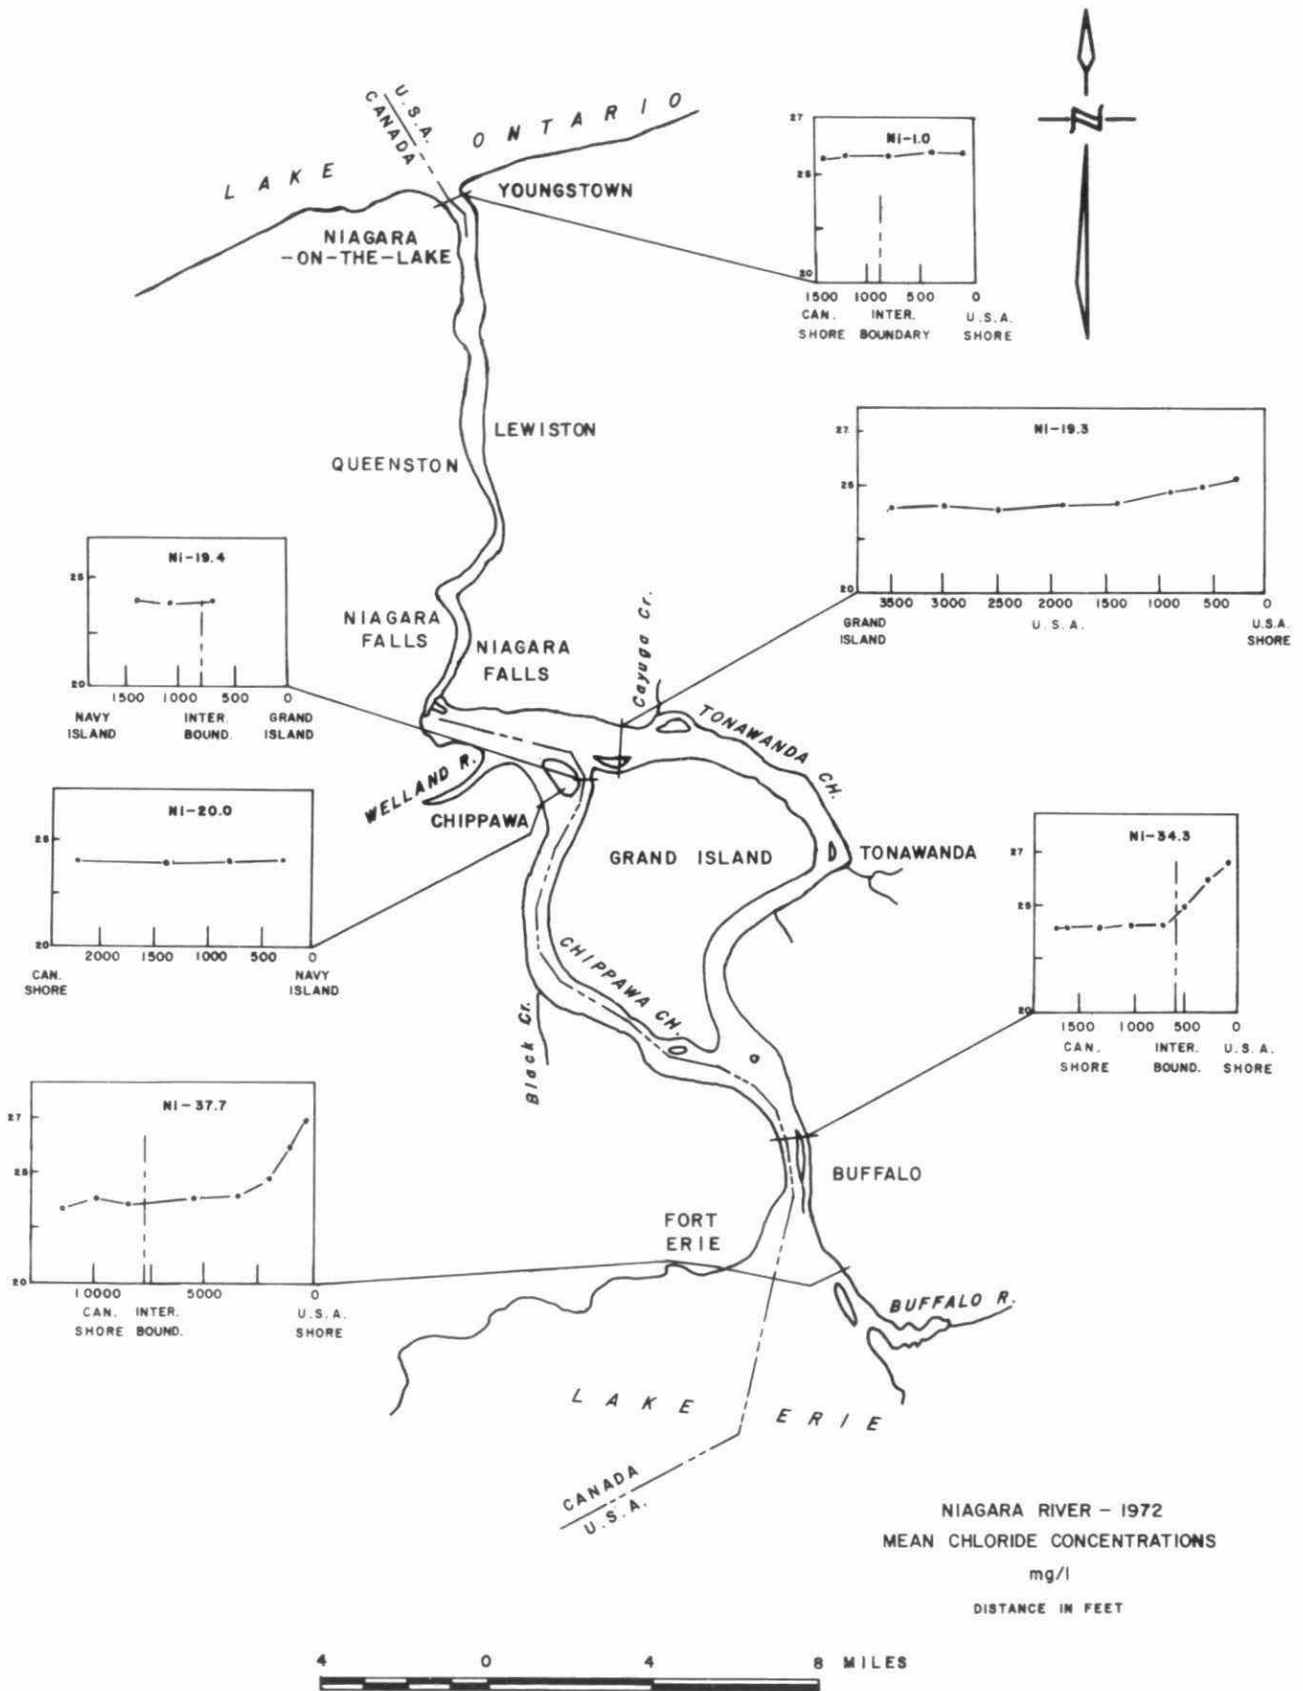 U.S.A.
CANADA
LAKE ONTARIO
YOUNGSTOWN
NIAGARA
-ON-THE-LAKE
N
27
Ni-1.0
25
20
1500 1000 500 0
CAN. INTER. U.S.A.
SHORE BOUNDARY SHORE
LEWISTON
QUEENSTON
27
Ni-19.3
25
20
3500 3000 2500 2000 1500 1000 500 0
GRAND U.S.A. U.S.A.
ISLAND SHORE
Ni-19.4
25
20
1500 1000 500 0
NAVY INTER. GRAND
ISLAND BOUND. ISLAND
NIAGARA
FALLS
NIAGARA
FALLS
Cayuga Cr.
TONAWANDA CH.
WELLAND R.
CHIPPAWA
GRAND ISLAND
TONAWANDA
Ni-20.0
25
20
2000 1500 1000 500 0
CAN. NAVY
SHORE ISLAND
Ni-34.3
27
25
20
1500 1000 500 0
CAN. INTER. U.S.A.
SHORE BOUND. SHORE
CHIPPAWA CH.
Black Cr.
Ni-37.7
27
25
20
10000 5000 0
CAN. INTER. U.S.A.
SHORE BOUND. SHORE
BUFFALO
FORT
ERIE
BUFFALO R.
LAKE ERIE
CANADA
U.S.A.
NIAGARA RIVER - 1972
MEAN CHLORIDE CONCENTRATIONS
mg/l
DISTANCE IN FEET
4 0 4 8 MILES